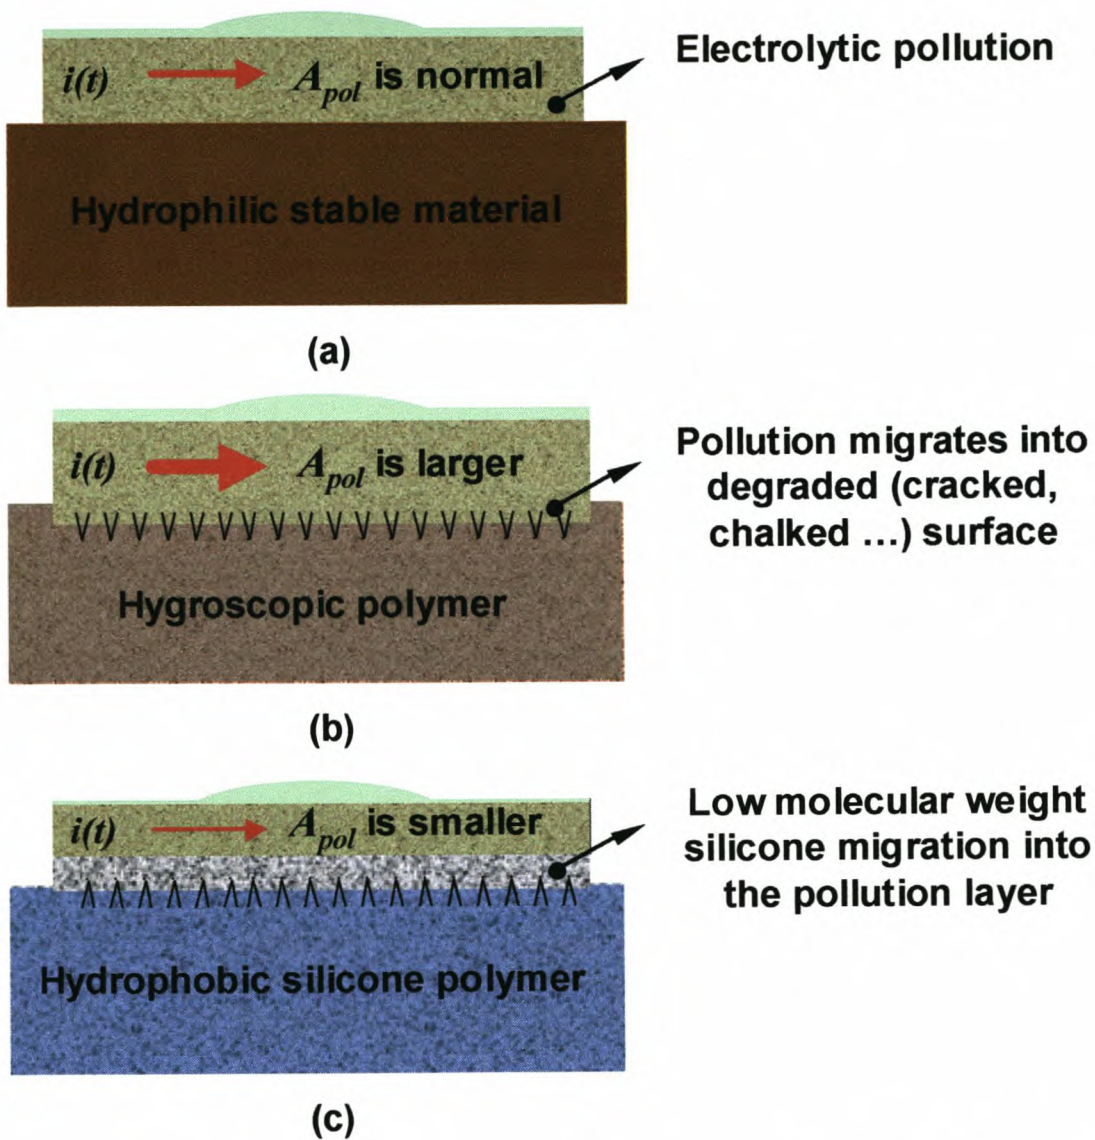 i(t) A_pol is normal
Electrolytic pollution
Hydrophilic stable material
(a)
i(t) A_pol is larger
Pollution migrates into
degraded (cracked,
chalked ...) surface
Hygroscopic polymer
(b)
i(t) A_pol is smaller
Low molecular weight
silicone migration into
the pollution layer
Hydrophobic silicone polymer
(c)